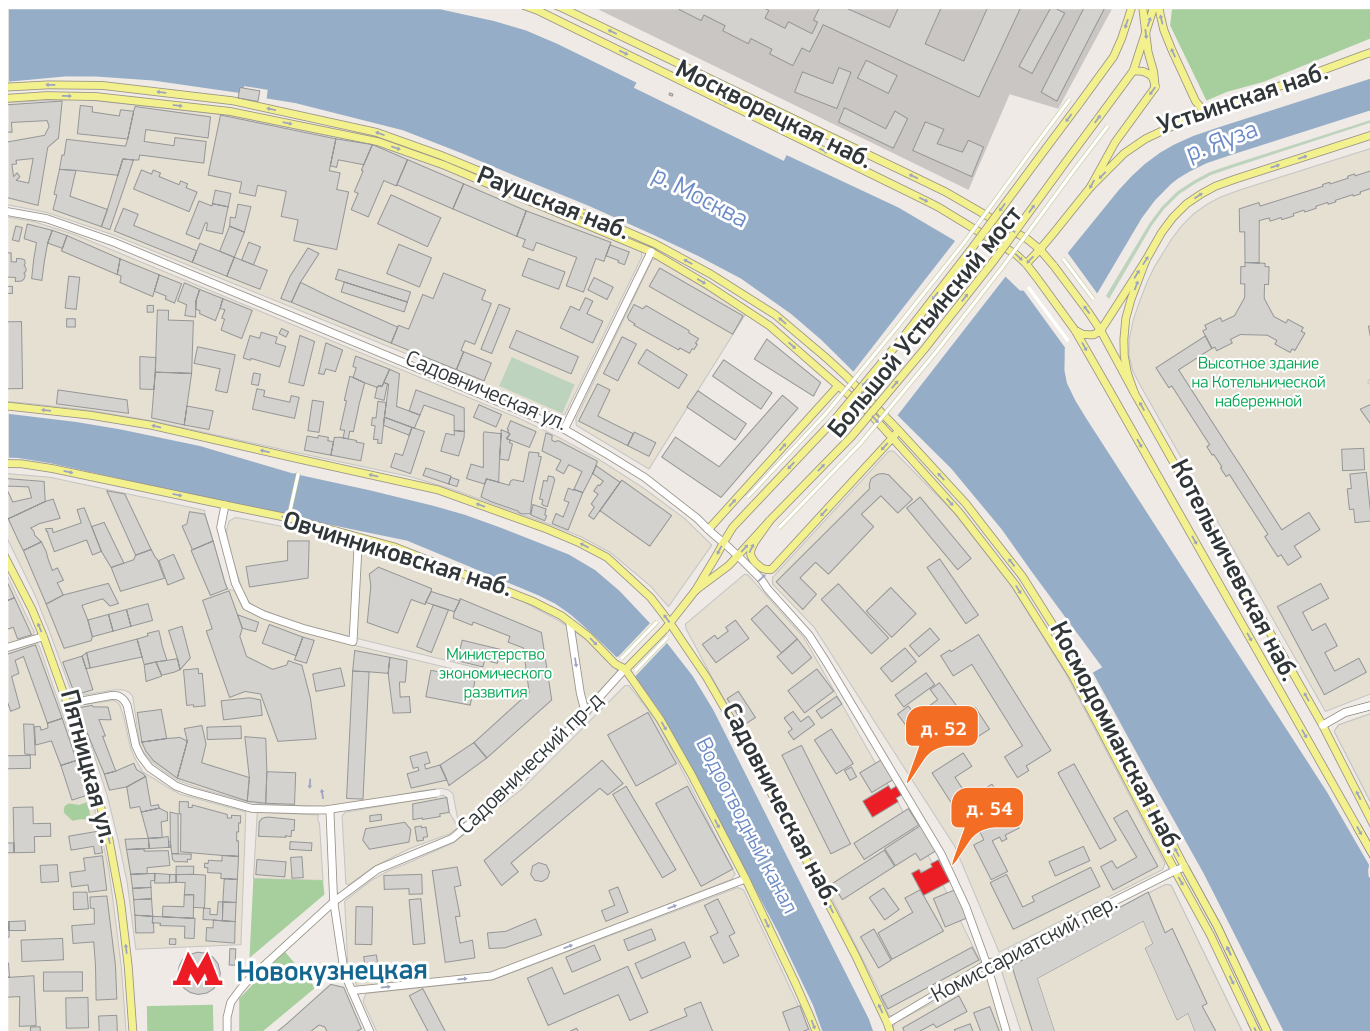 Москворецкая наб.
Устьинская наб.
р. Яуза
Раушская наб.
р. Москва
Большой Устьинский мост
Высотное здание
на Котельнической
набережной
Садовническая ул.
Котельничевская наб.
Овчинниковская наб.
Министерство
экономического
развития
Космодомианская наб.
Пятницкая ул.
Садовнический пр-д
Водоотводный канал
Садовническая наб.
д. 52
д. 54
Комиссариатский пер.
Новокузнецкая